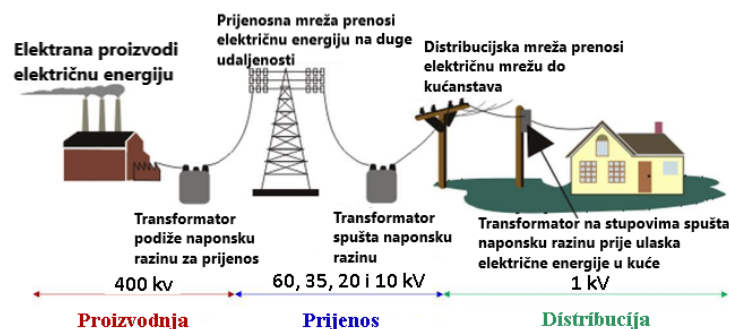 Elektrana proizvodi
električnu energiju
Prijenosna mreža prenosi
električnu energiju na duge
udaljenosti
Distribucijska mreža prenosi
električnu mrežu do
kućanstava
Transformator
podiže naponsku
razinu za prijenos
Transformator
spušta naponsku
razinu
Transformator na stupovima spušta
naponsku razinu prije ulaska
električne energije u kuće
400 kv
60, 35, 20 i 10 kV
1 kV
Proizvodnja
Prijenos
Distribucija